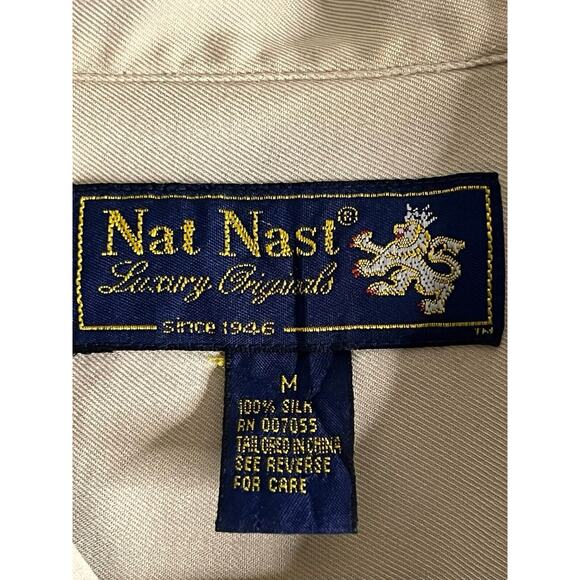 Nat Nast®
Luxury Originals
since 1946
TM
M
100% SILK
RN 007055
TAILORED IN CHINA
SEE REVERSE
FOR CARE